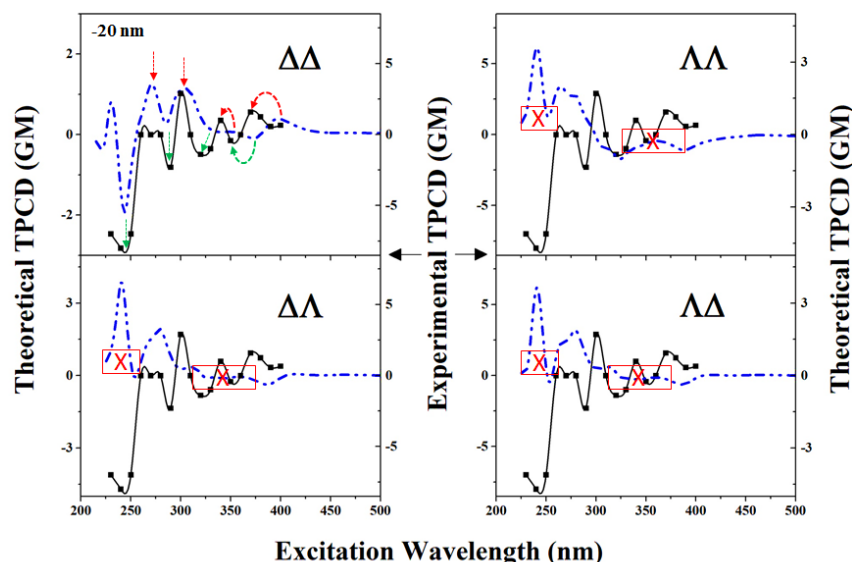 -20 nm
ΔΔ
ΛΛ
ΔΛ
ΛΔ
Theoretical TPCD (GM)
2
0
-2
3
0
-3
5
0
-5
5
0
-5
Experimental TPCD (GM)
5
0
-5
5
0
-5
5
3
0
-3
6
3
0
-3
Theoretical TPCD (GM)
X
X
X
X
X
X
200 250 300 350 400 450 500
200 250 300 350 400 450 500
Excitation Wavelength (nm)